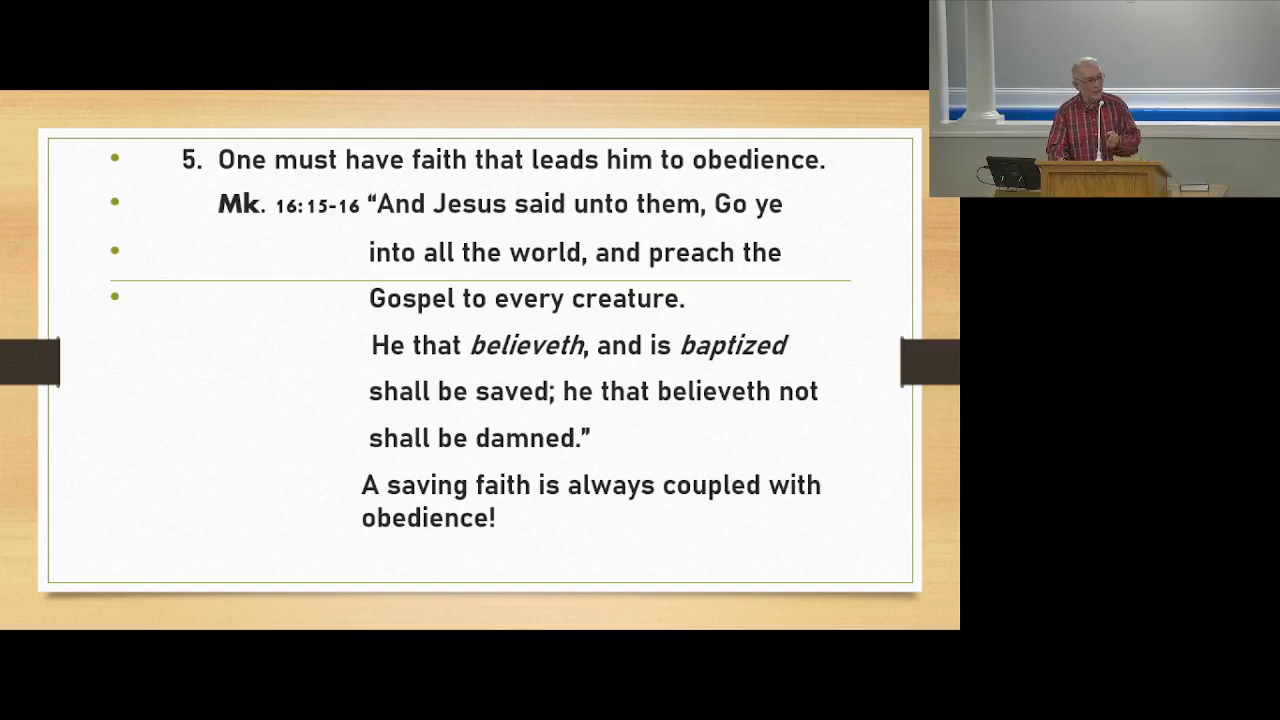 • 5. One must have faith that leads him to obedience.
• Mk. 16:15-16 “And Jesus said unto them, Go ye
• into all the world, and preach the
• Gospel to every creature.
He that believeth, and is baptized
shall be saved; he that believeth not
shall be damned.”
A saving faith is always coupled with
obedience!